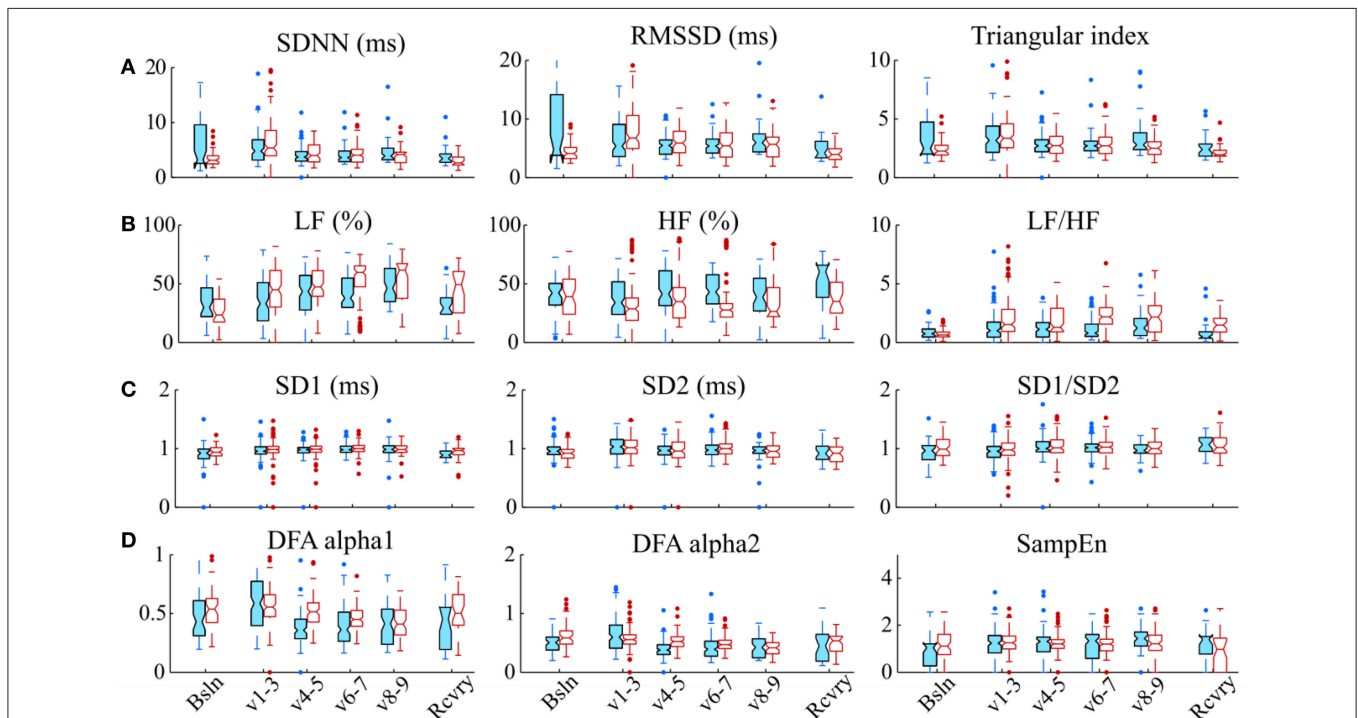 SDNN (ms) RMSSD (ms) Triangular index
A
20 20 10
10 10 5
0 0 0
B
LF (%) HF (%) LF/HF
100 100 10
50 50 5
0 0 0
C
SD1 (ms) SD2 (ms) SD1/SD2
2 2 2
1 1 1
0 0 0
D
DFA alpha1 DFA alpha2 SampEn
1 2 4
0.5 1 2
0 0 0
Bsln v1-3 v4-5 v6-7 v8-9 Rcvry Bsln v1-3 v4-5 v6-7 v8-9 Rcvry Bsln v1-3 v4-5 v6-7 v8-9 Rcvry